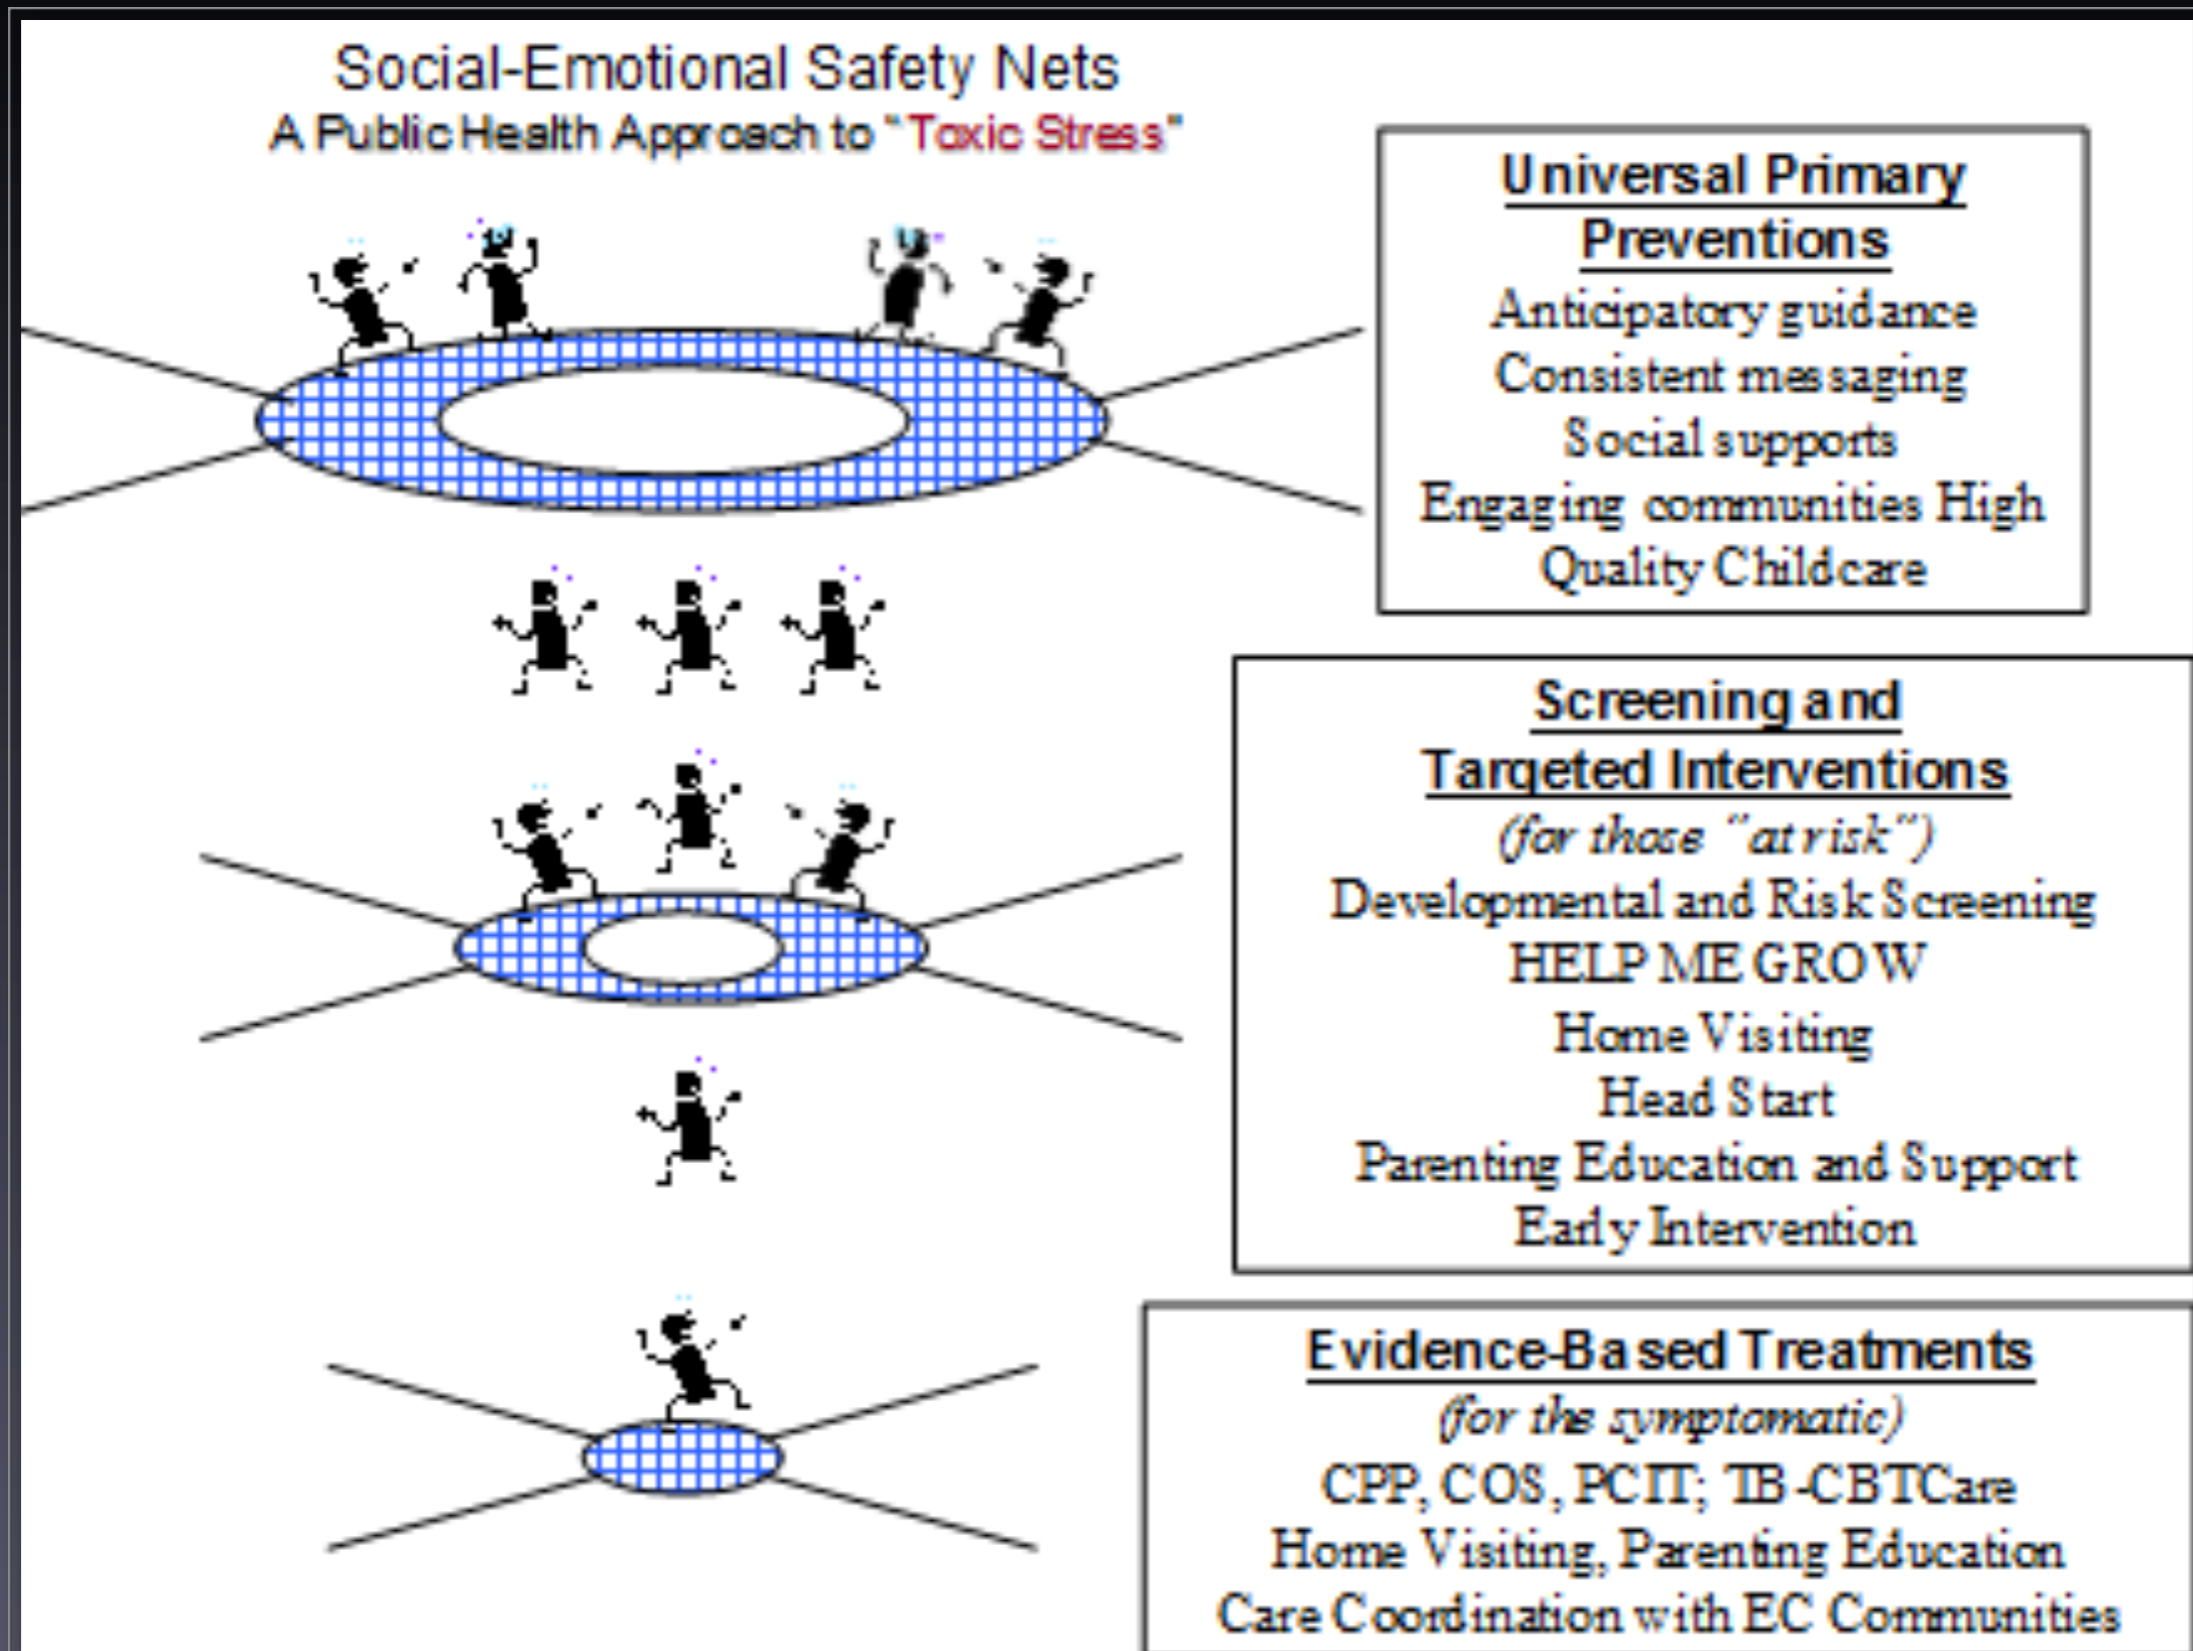 Social-Emotional Safety Nets
A Public Health Approach to "Toxic Stress"
Universal Primary
Preventions
Anticipatory guidance
Consistent messaging
Social supports
Engaging communities High
Quality Childcare
Screening and
Targeted Interventions
(for those "at risk")
Developmental and Risk Screening
HELP ME GROW
Home Visiting
Head Start
Parenting Education and Support
Early Intervention
Evidence-Based Treatments
(for the symptomatic)
CPP, COS, PCIT; TB-CBTCare
Home Visiting, Parenting Education
Care Coordination with EC Communities